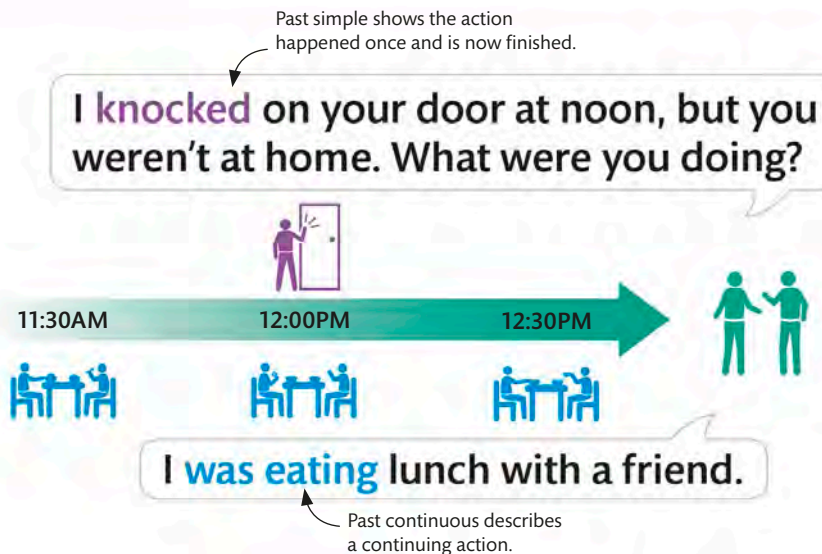 Past simple shows the action
happened once and is now finished.
I knocked on your door at noon, but you
weren't at home. What were you doing?
11:30AM 12:00PM 12:30PM
I was eating lunch with a friend.
Past continuous describes
a continuing action.